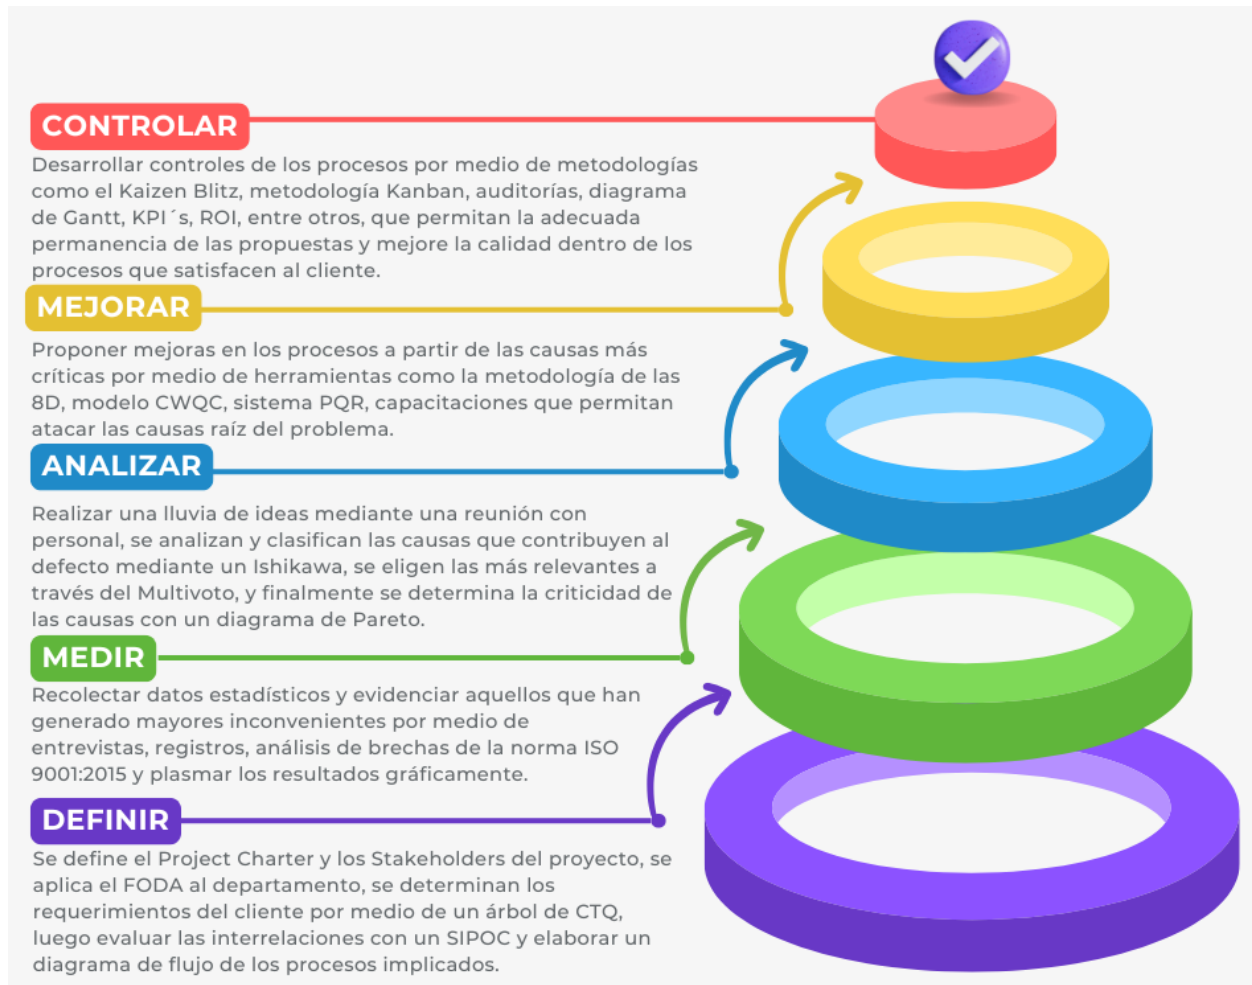 CONTROLAR
Desarrollar controles de los procesos por medio de metodologías
como el Kaizen Blitz, metodología Kanban, auditorías, diagrama
de Gantt, KPI´s, ROI, entre otros, que permitan la adecuada
permanencia de las propuestas y mejore la calidad dentro de los
procesos que satisfacen al cliente.
MEJORAR
Proponer mejoras en los procesos a partir de las causas más
críticas por medio de herramientas como la metodología de las
8D, modelo CWQC, sistema PQR, capacitaciones que permitan
atacar las causas raíz del problema.
ANALIZAR
Realizar una lluvia de ideas mediante una reunión con
personal, se analizan y clasifican las causas que contribuyen al
defecto mediante un Ishikawa, se eligen las más relevantes a
través del Multivoto, y finalmente se determina la criticidad de
las causas con un diagrama de Pareto.
MEDIR
Recolectar datos estadísticos y evidenciar aquellos que han
generado mayores inconvenientes por medio de
entrevistas, registros, análisis de brechas de la norma ISO
9001:2015 y plasmar los resultados gráficamente.
DEFINIR
Se define el Project Charter y los Stakeholders del proyecto, se
aplica el FODA al departamento, se determinan los
requerimientos del cliente por medio de un árbol de CTQ,
luego evaluar las interrelaciones con un SIPOC y elaborar un
diagrama de flujo de los procesos implicados.